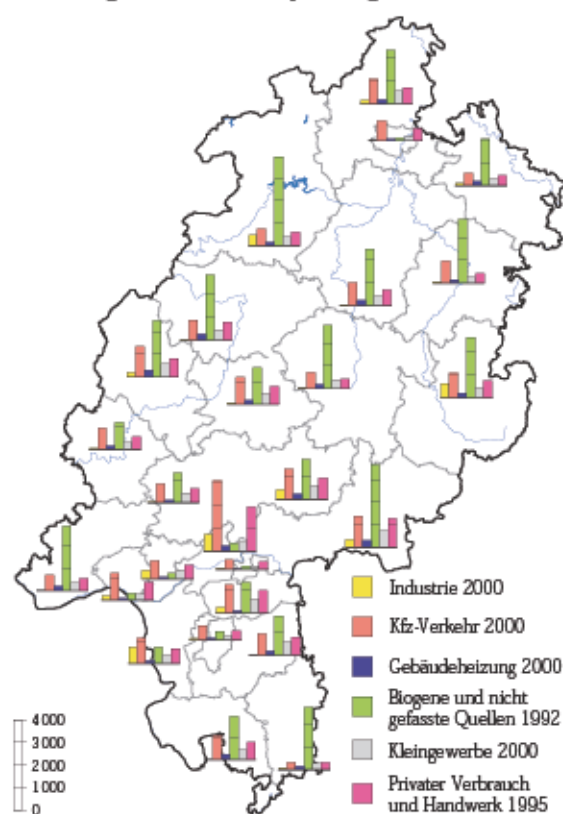 Industrie 2000
Kfz-Verkehr 2000
Gebäudeheizung 2000
Biogene und nicht
gefasste Quellen 1992
Kleingewerbe 2000
Privater Verbrauch
und Handwerk 1995
4000
3000
2000
1000
0